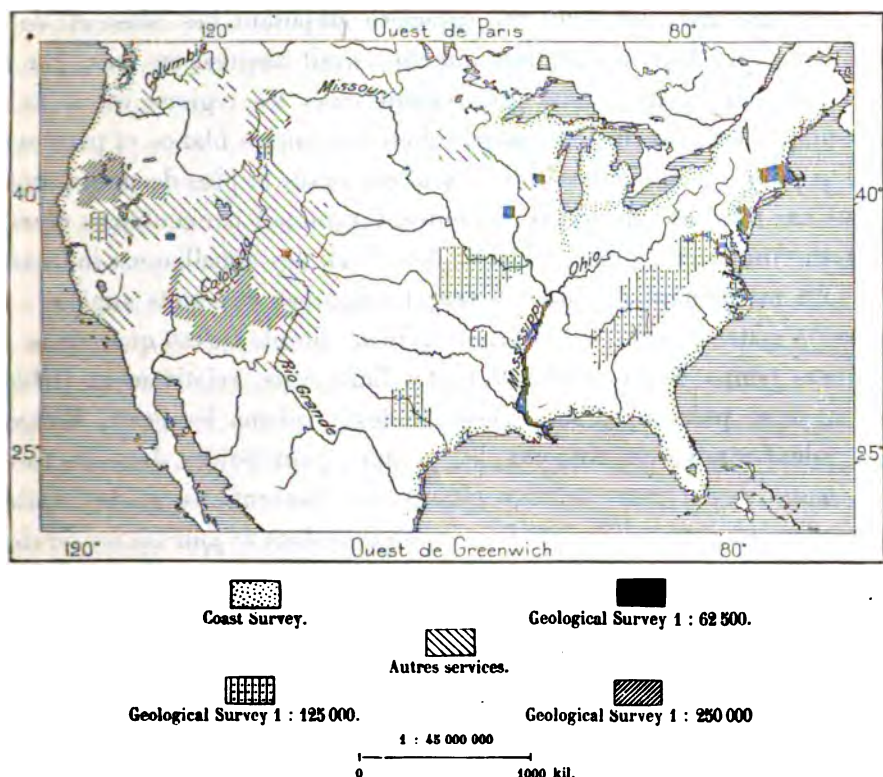 120° Ouest de Paris 80°
Columbia
Missouri
40° 40°
Colorado
Ohio
Mississipi
Rio Grande
25° 25°
120° Ouest de Greenwich 80°
Coast Survey. Geological Survey 1 : 62 500.
Autres services.
Geological Survey 1 : 125 000. Geological Survey 1 : 250 000
1 : 45 000 000
0 1000 kil.